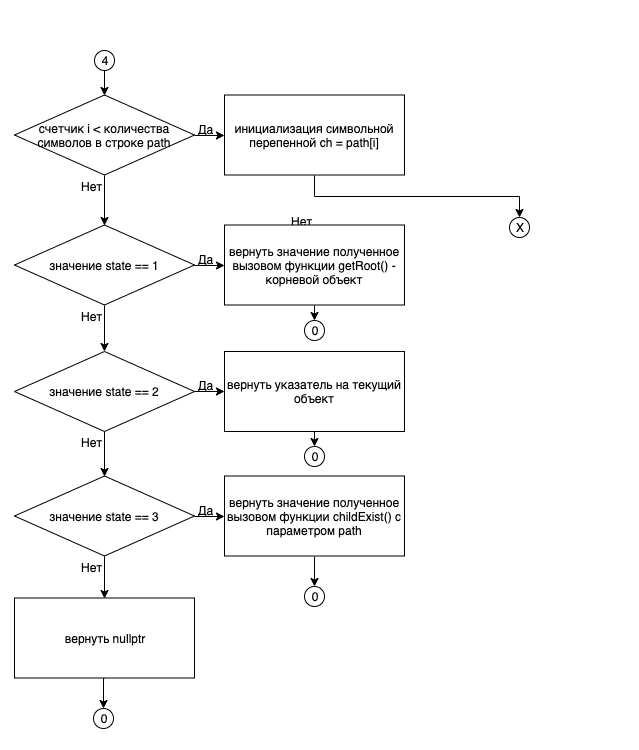 4
счетчик i < количества
символов в строке path
Да
инициализация символьной
перепенной ch = path[i]
Нет
X
Нет
значение state == 1
Да
вернуть значение полученное
вызовом функции getRoot() -
корневой объект
Нет
0
значение state == 2
Да
вернуть указатель на текущий
объект
Нет
0
значение state == 3
Да
вернуть значение полученное
вызовом функции childExist() с
параметром path
Нет
0
вернуть nullptr
0